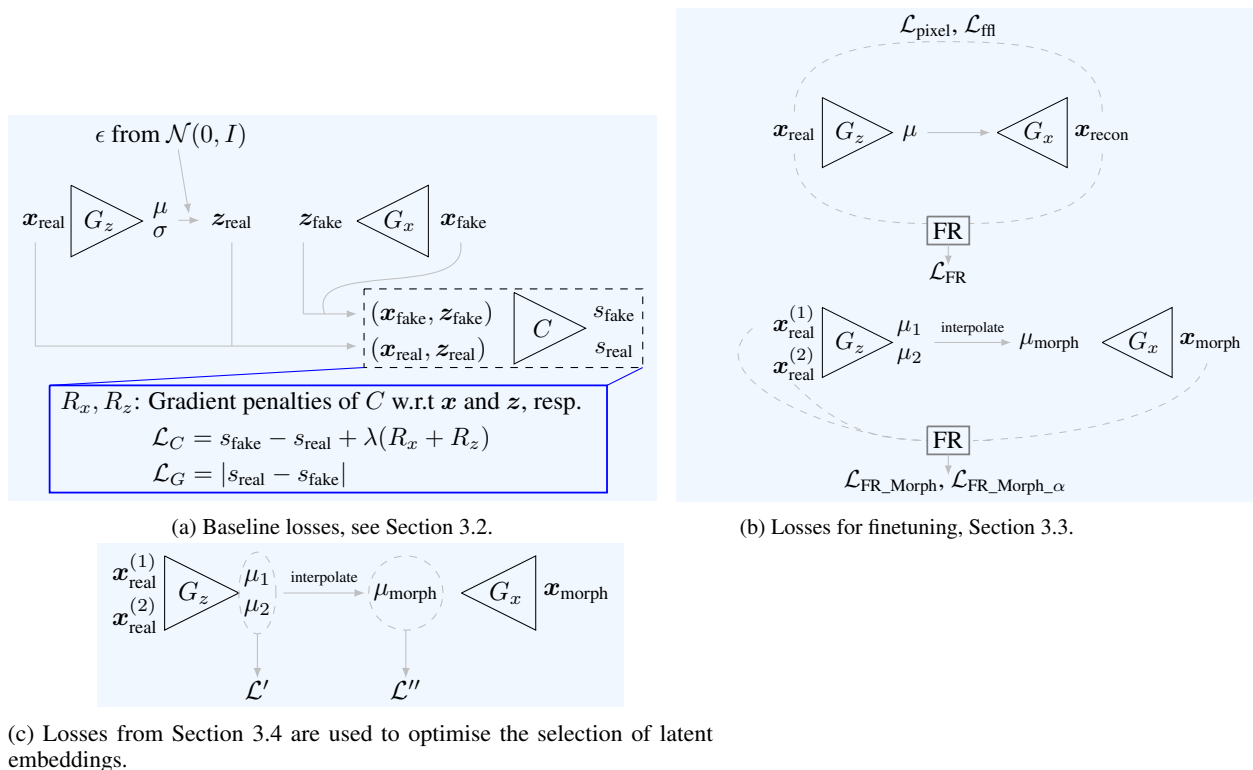 ϵ from 𝒩(0, I)
x_real G_z μ σ z_real z_fake G_x x_fake
(x_fake, z_fake) C s_fake
(x_real, z_real) s_real
R_x, R_z: Gradient penalties of C w.r.t x and z, resp.
ℒ_C = s_fake − s_real + λ(R_x + R_z)
ℒ_G = |s_real − s_fake|
(a) Baseline losses, see Section 3.2.
ℒ_pixel, ℒ_ffl
x_real G_z μ G_x x_recon
FR
ℒ_FR
x_real^(1) G_z μ_1 interpolate μ_morph G_x x_morph
x_real^(2) μ_2
FR
ℒ_FR_Morph, ℒ_FR_Morph_α
(b) Losses for finetuning, Section 3.3.
x_real^(1) G_z μ_1 interpolate μ_morph G_x x_morph
x_real^(2) μ_2
ℒ′ ℒ′′
(c) Losses from Section 3.4 are used to optimise the selection of latent
embeddings.